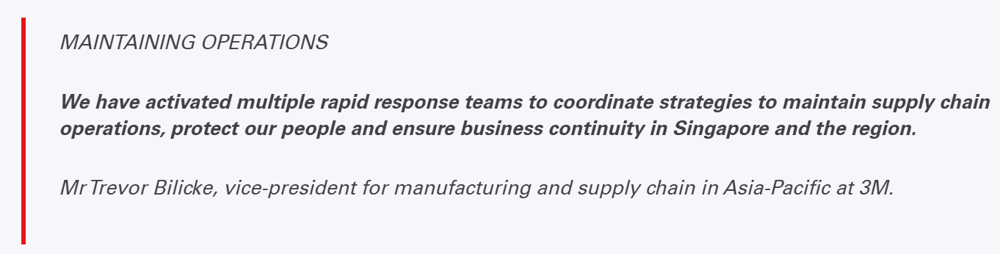 MAINTAINING OPERATIONS
We have activated multiple rapid response teams to coordinate strategies to maintain supply chain
operations, protect our people and ensure business continuity in Singapore and the region.
Mr Trevor Bilicke, vice-president for manufacturing and supply chain in Asia-Pacific at 3M.